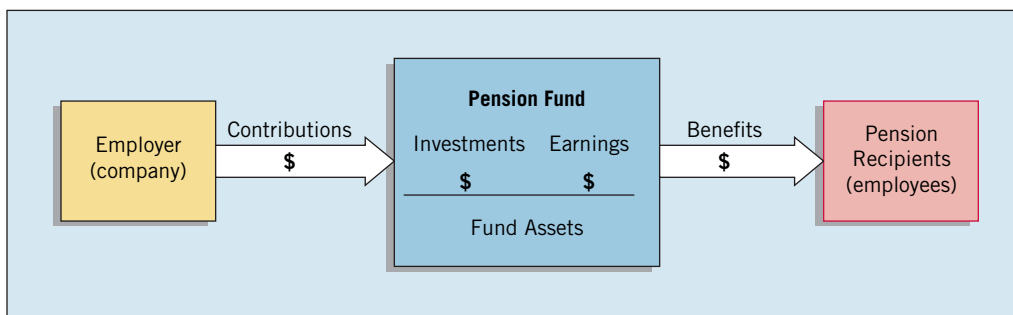 Employer
(company)
Contributions
$
Pension Fund
Investments Earnings
$ $
Fund Assets
Benefits
$
Pension
Recipients
(employees)